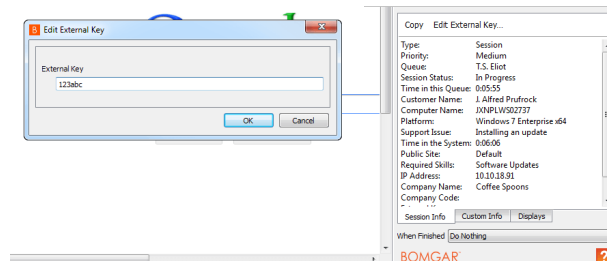 B Edit External Key
External Key
123abc
OK Cancel
Copy Edit External Key...
Type: Session
Priority: Medium
Queue: T.S. Eliot
Session Status: In Progress
Time in this Queue: 0:05:55
Customer Name: J. Alfred Prufrock
Computer Name: JXNPLWS02737
Platform: Windows 7 Enterprise x64
Support Issue: Installing an update
Time in the System: 0:06:06
Public Site: Default
Required Skills: Software Updates
IP Address: 10.10.18.91
Company Name: Coffee Spoons
Company Code:
Session Info Custom Info Displays
When Finished Do Nothing
BOMGAR ?